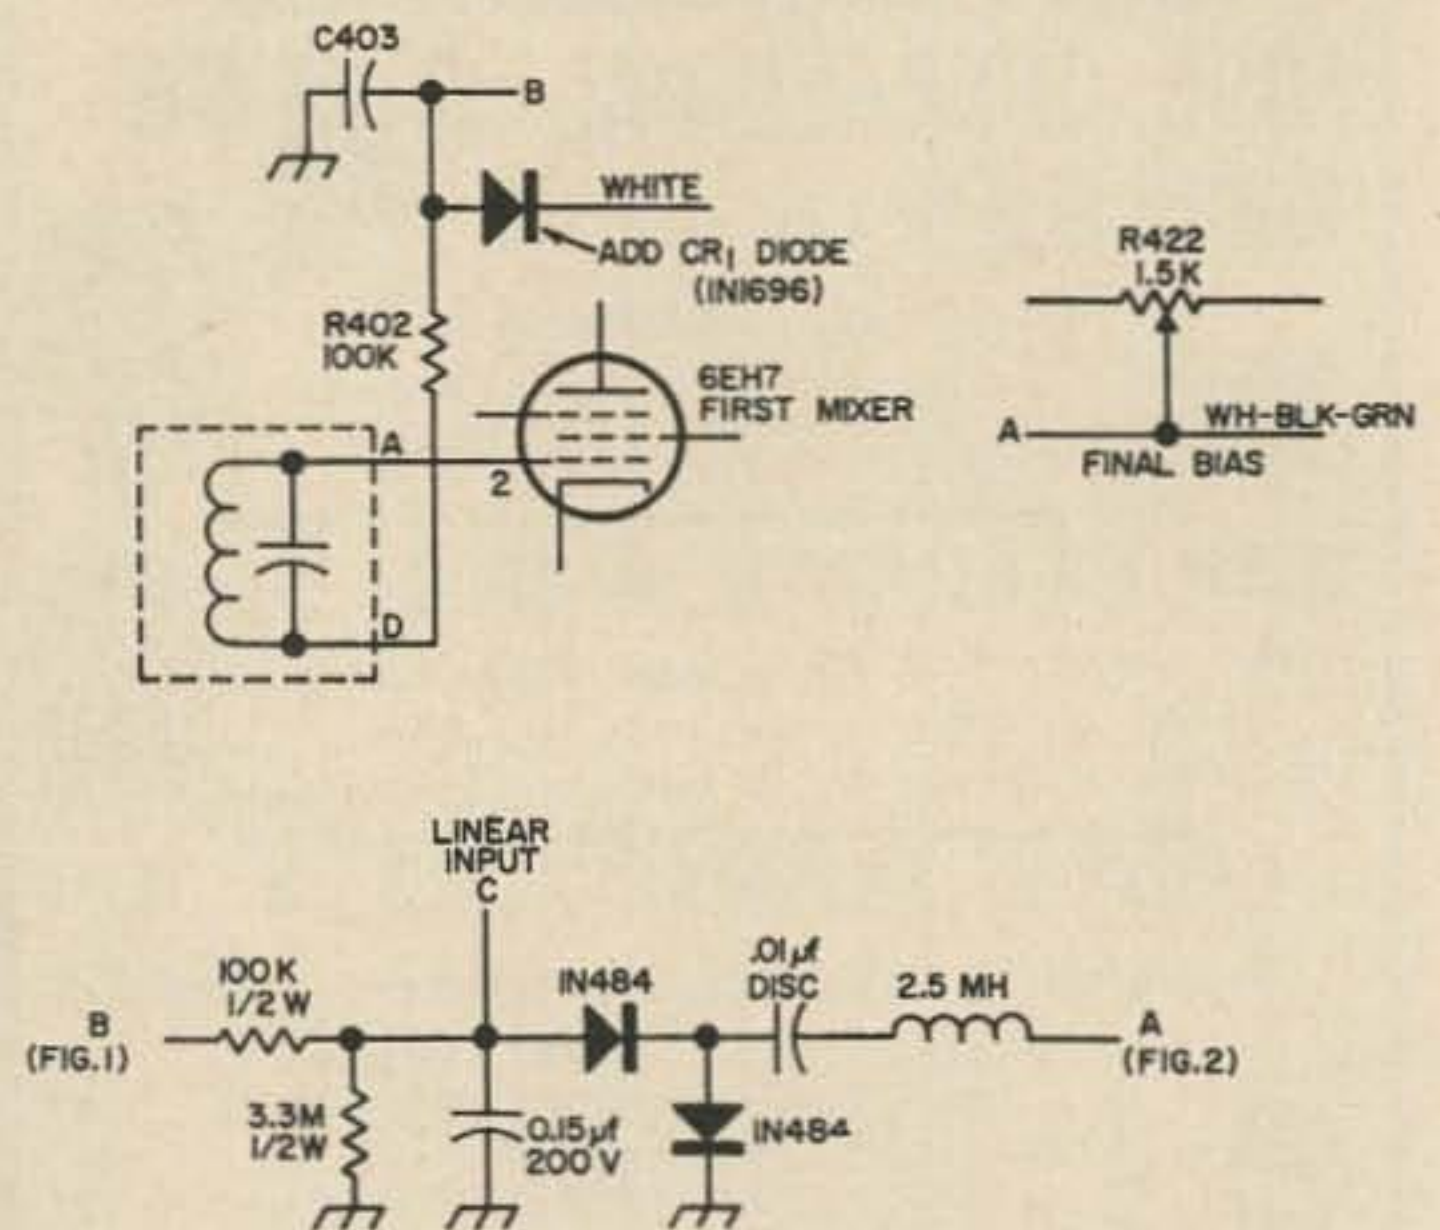 C403
B
WHITE
ADD CR1 DIODE
(IN1696)
R402
100K
6EH7
FIRST MIXER
A
2
D
R422
1.5K
A
WH-BLK-GRN
FINAL BIAS
LINEAR
INPUT
C
100K
1/2W
B
(FIG.1)
3.3M
1/2W
0.15µf
200V
IN484
IN484
.01µf
DISC
2.5 MH
A
(FIG.2)